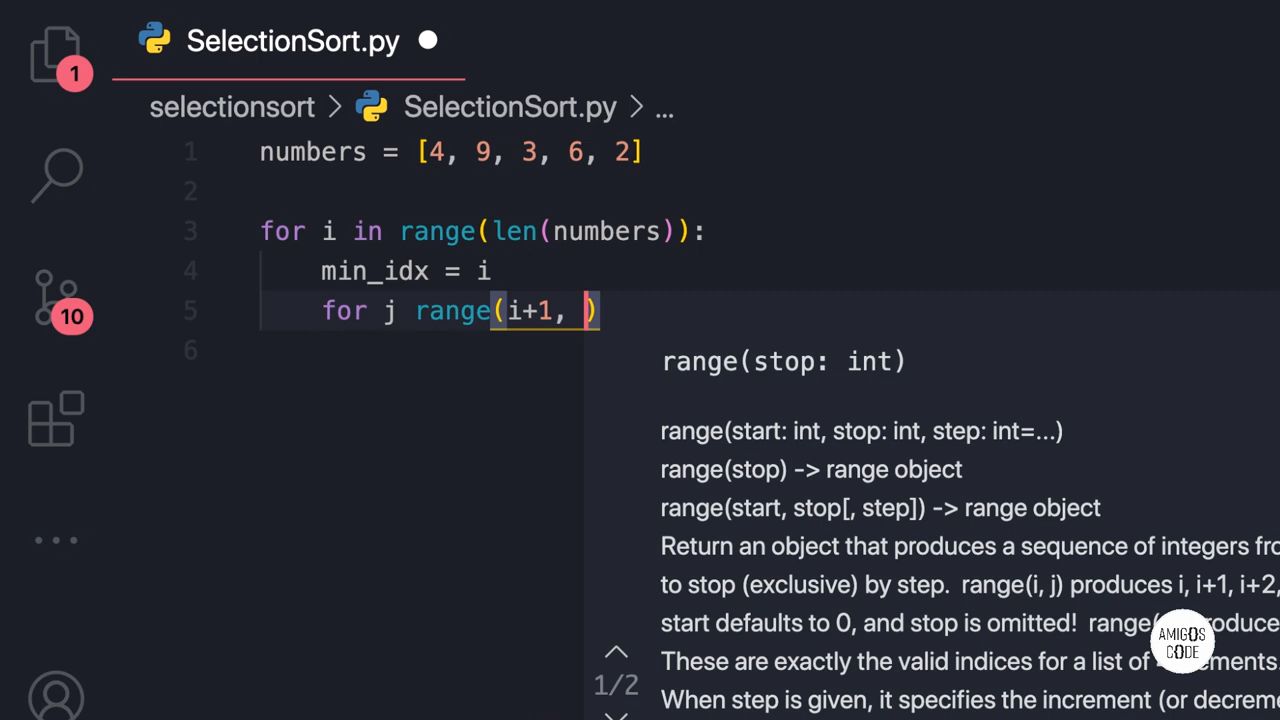 SelectionSort.py
1
selectionsort > SelectionSort.py > ...
1 numbers = [4, 9, 3, 6, 2]
2
3 for i in range(len(numbers)):
4 min_idx = i
5 for j range(i+1, )
6
10
range(stop: int)
range(start: int, stop: int, step: int=...)
range(stop) -> range object
range(start, stop[, step]) -> range object
Return an object that produces a sequence of integers
to stop (exclusive) by step. range(i, j) produces i, i+1, i+2,
start defaults to 0, and stop is omitted!
These are exactly the valid indices for a list of
When step is given, it specifies the increment (or
1/2
AMIGOS
CODE